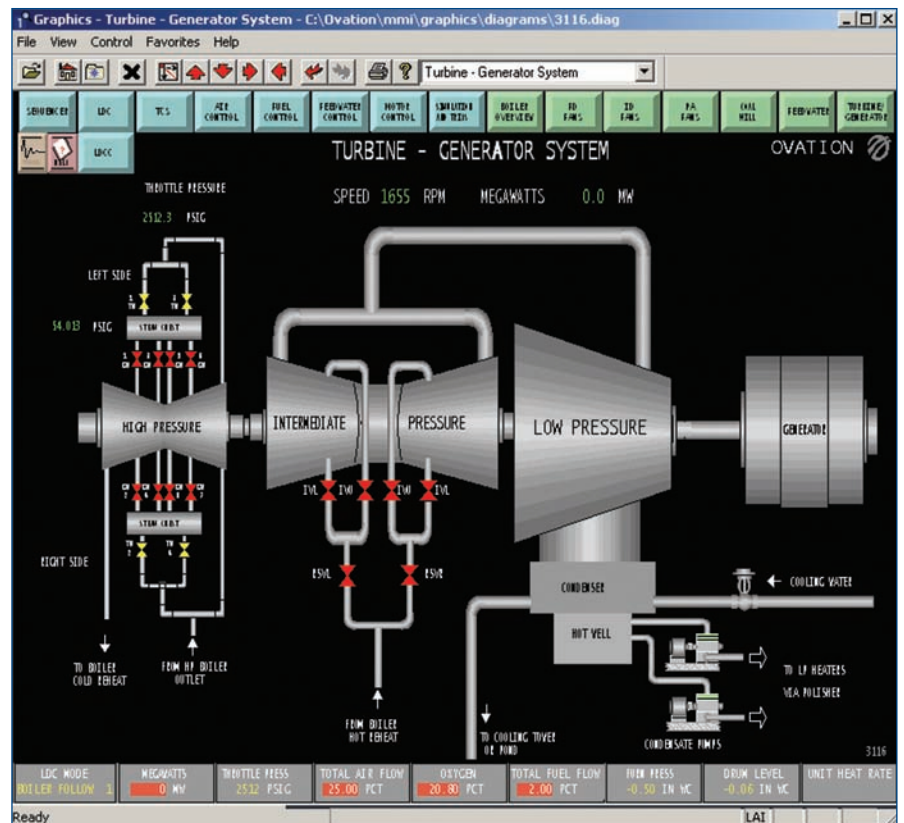 Graphics - Turbine - Generator System - C:\Ovation\mmi\graphics\diagrams\3116.diag
File View Control Favorites Help
Turbine - Generator System
SEQUENCER LDC TCS AIR CONTROL FUEL CONTROL FEEDWATER CONTROL MOTOR CONTROL SIMULATION AND TRIM BOILER OVERVIEW FD FANS ID FANS PA FANS COAL MILL FEEDWATER TURBINE/ GENERATOR
LDCC
TURBINE - GENERATOR SYSTEM
OVATION
THROTTLE PRESSURE
2512.3 PSIG
SPEED 1655 RPM MEGAWATTS 0.0 MW
LEFT SIDE
54.013 PSIG
STEAM CHEST
HIGH PRESSURE
INTERMEDIATE
PRESSURE
LOW PRESSURE
GENERATOR
IVL IVO IVO IVL
STEAM CHEST
RIGHT SIDE
RSVL RSVR
CONDENSER
COOLING WATER
HOT WELL
TO BOILER
COLD REHEAT
FROM HP BOILER
OUTLET
TO LP HEATERS
VIA POLISHER
FROM BOILER
HOT REHEAT
TO COOLING TOWER
OR POND
CONDENSATE PUMPS
3116
LDC MODE MEGAWATTS THROTTLE PRESS TOTAL AIR FLOW OXYGEN TOTAL FUEL FLOW FURN PRESS DRUM LEVEL UNIT HEAT RATE
BOILER FOLLOW 1 0 MW 2512 PSIG 25.00 PCT 20.80 PCT 2.00 PCT -0.50 IN WC -0.06 IN WC
Ready LAI